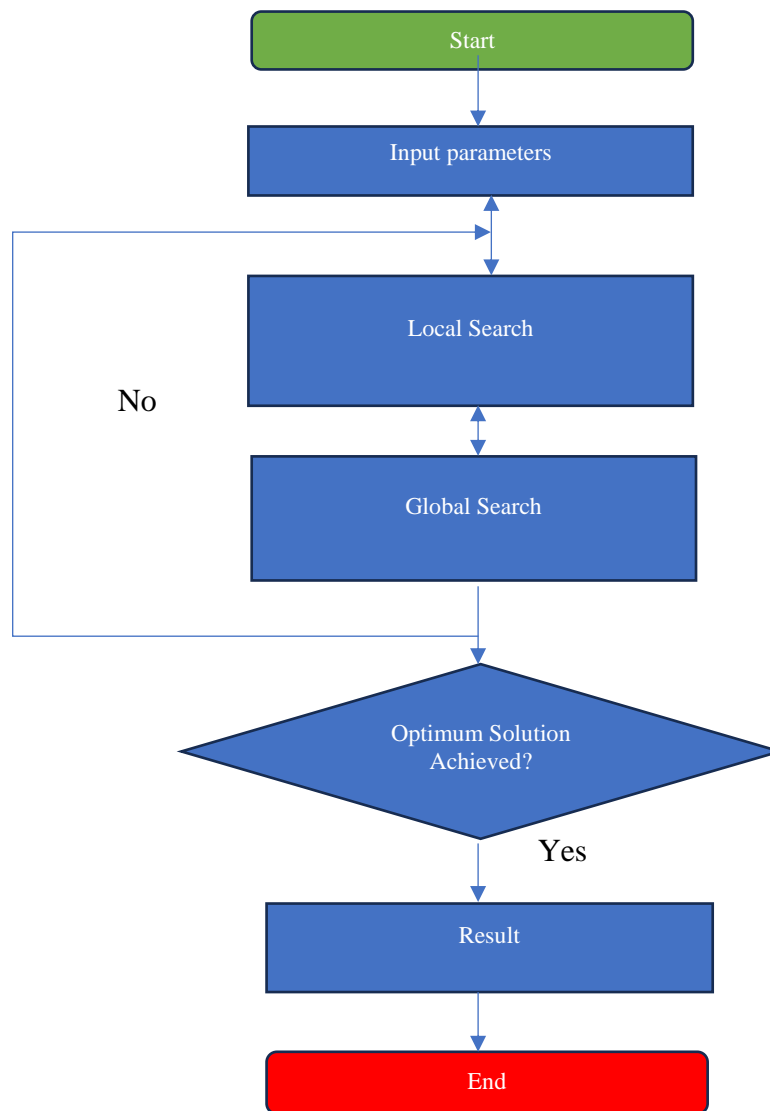 Start
Input parameters
Local Search
No
Global Search
Optimum Solution
Achieved?
Yes
Result
End